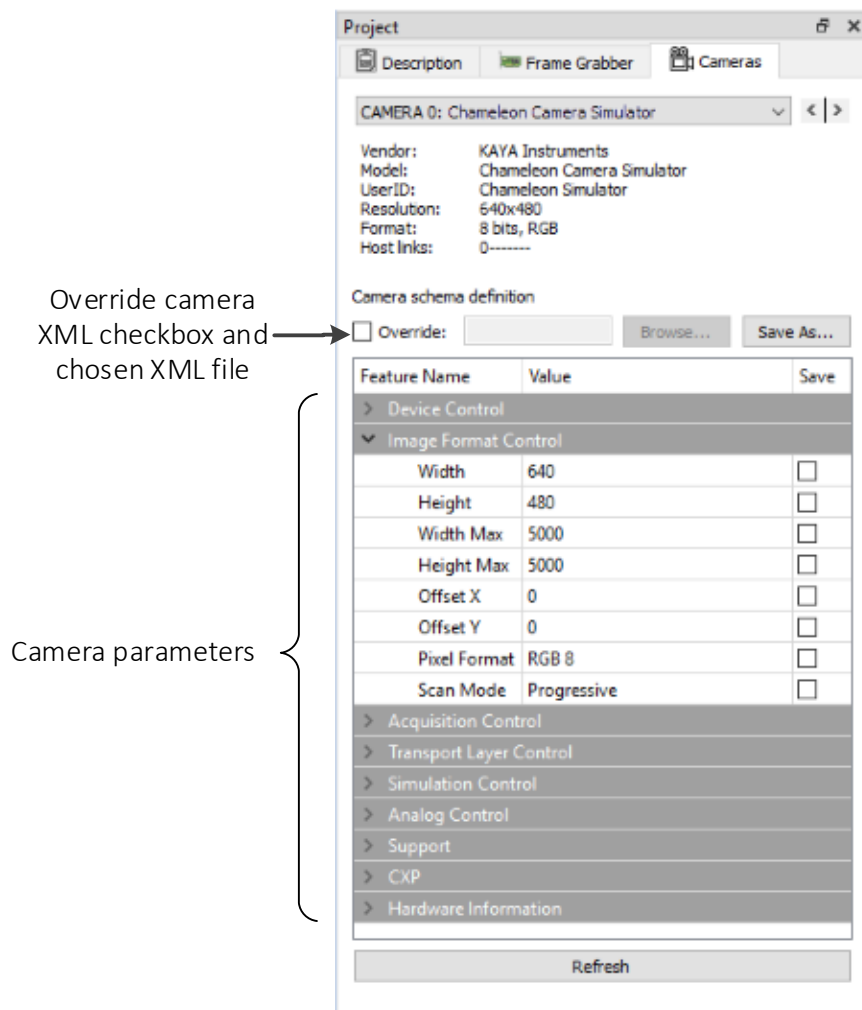 Project
Description
Frame Grabber
Cameras
CAMERA 0: Chameleon Camera Simulator
Vendor: KAYA Instruments
Model: Chameleon Camera Simulator
UserID: Chameleon Simulator
Resolution: 640x480
Format: 8 bits, RGB
Host links: 0-------
Camera schema definition
Override camera
XML checkbox and
chosen XML file
Override: Browse... Save As...
Feature Name Value Save
Device Control
Image Format Control
Width 640
Height 480
Width Max 5000
Height Max 5000
Offset X 0
Offset Y 0
Camera parameters
Pixel Format RGB 8
Scan Mode Progressive
Acquisition Control
Transport Layer Control
Simulation Control
Analog Control
Support
CXP
Hardware Information
Refresh